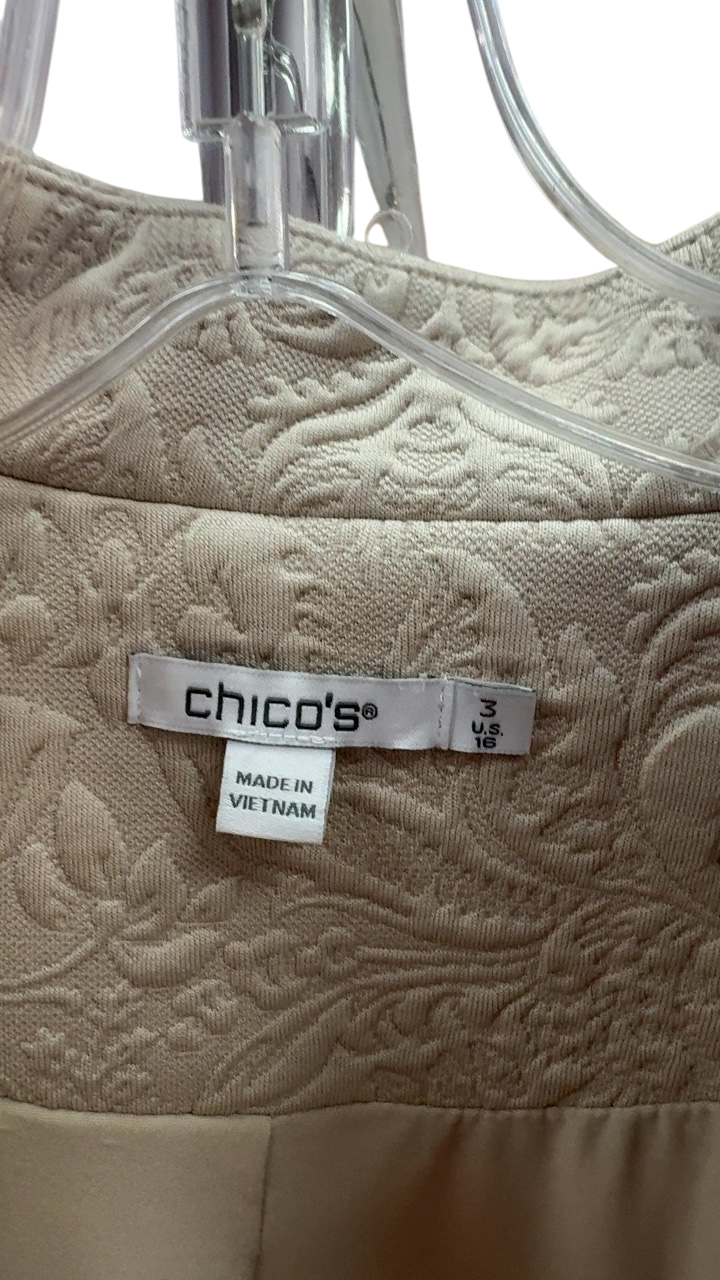 chico's®
3
U.S.
16
MADE IN
VIETNAM